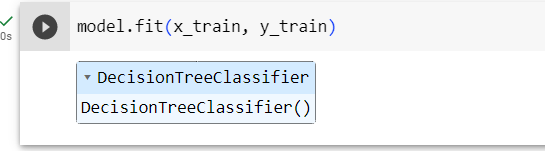 model.fit(x_train, y_train)
0s
DecisionTreeClassifier
DecisionTreeClassifier()